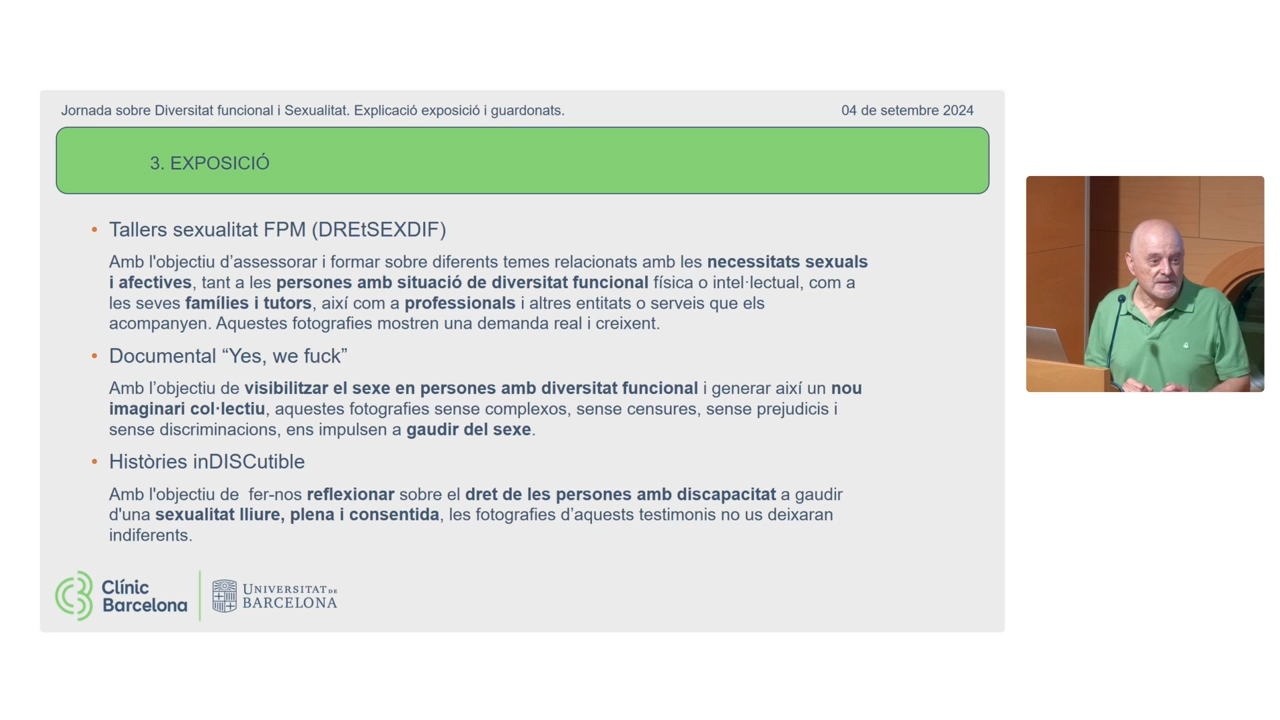 Jornada sobre Diversitat funcional i Sexualitat. Explicació exposició i guardonats.
04 de setembre 2024
3. EXPOSICIÓ
• Tallers sexualitat FPM (DREtSEXDIF)
Amb l'objectiu d’assessorar i formar sobre diferents temes relacionats amb les necessitats sexuals
i afectives, tant a les persones amb situació de diversitat funcional física o intel·lectual, com a
les seves famílies i tutors, així com a professionals i altres entitats o serveis que els
acompanyen. Aquestes fotografies mostren una demanda real i creixent.
• Documental “Yes, we fuck”
Amb l’objectiu de visibilitzar el sexe en persones amb diversitat funcional i generar així un nou
imaginari col·lectiu, aquestes fotografies sense complexos, sense censures, sense prejudicis i
sense discriminacions, ens impulsen a gaudir del sexe.
• Històries inDISCutible
Amb l'objectiu de  fer-nos reflexionar sobre el dret de les persones amb discapacitat a gaudir
d'una sexualitat lliure, plena i consentida, les fotografies d’aquests testimonis no us deixaran
indiferents.
Clínic
Barcelona
UNIVERSITAT DE
BARCELONA